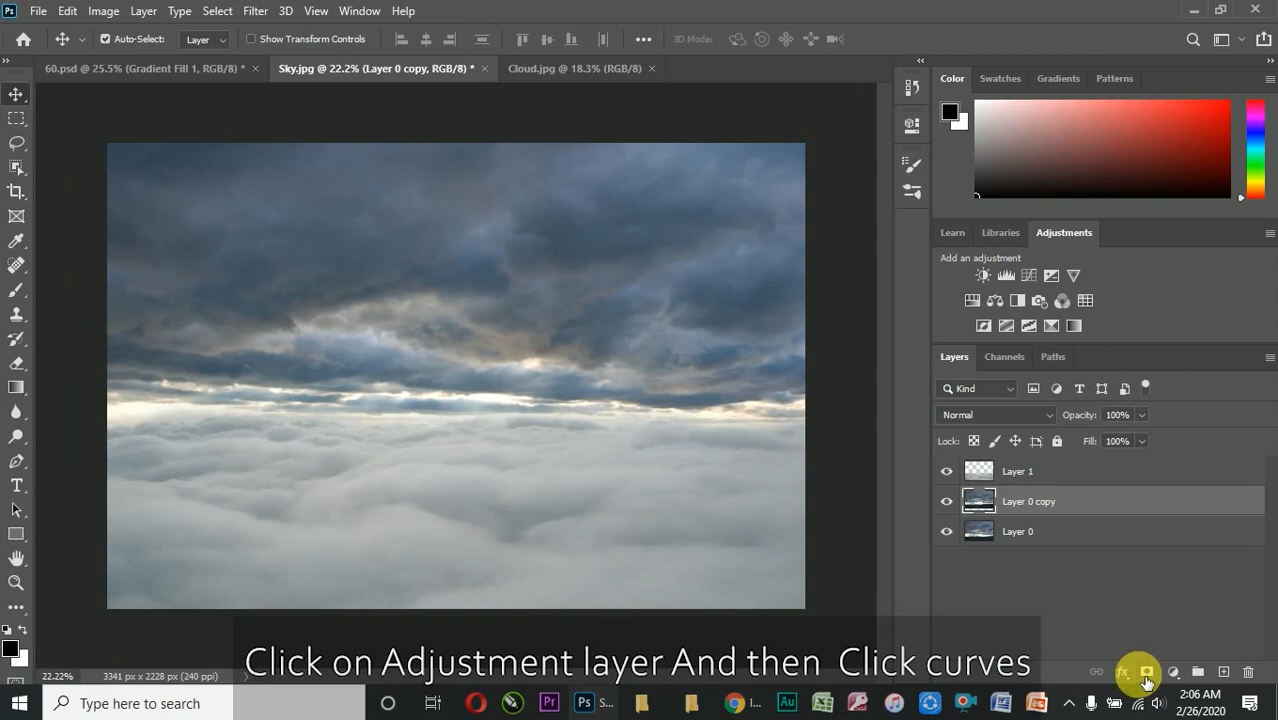 Ps File Edit Image Layer Type Select Filter 3D View Window Help
Auto-Select: Layer Show Transform Controls 3D Mode:
60.psd @ 25.5% (Gradient Fill 1, RGB/8) * Sky.jpg @ 22.2% (Layer 0 copy, RGB/8) * Cloud.jpg @ 18.3% (RGB/8)
Color Swatches Gradients Patterns
Learn Libraries Adjustments
Add an adjustment
Layers Channels Paths
Kind
Normal Opacity: 100%
Lock: Fill: 100%
Layer 1
Layer 0 copy
Layer 0
fx
Click on Adjustment layer And then Click curves
22.22% 3341 px x 2228 px (240 ppi)
Type here to search
Pr Ps S... I... Au
2:06 AM
2/26/2020